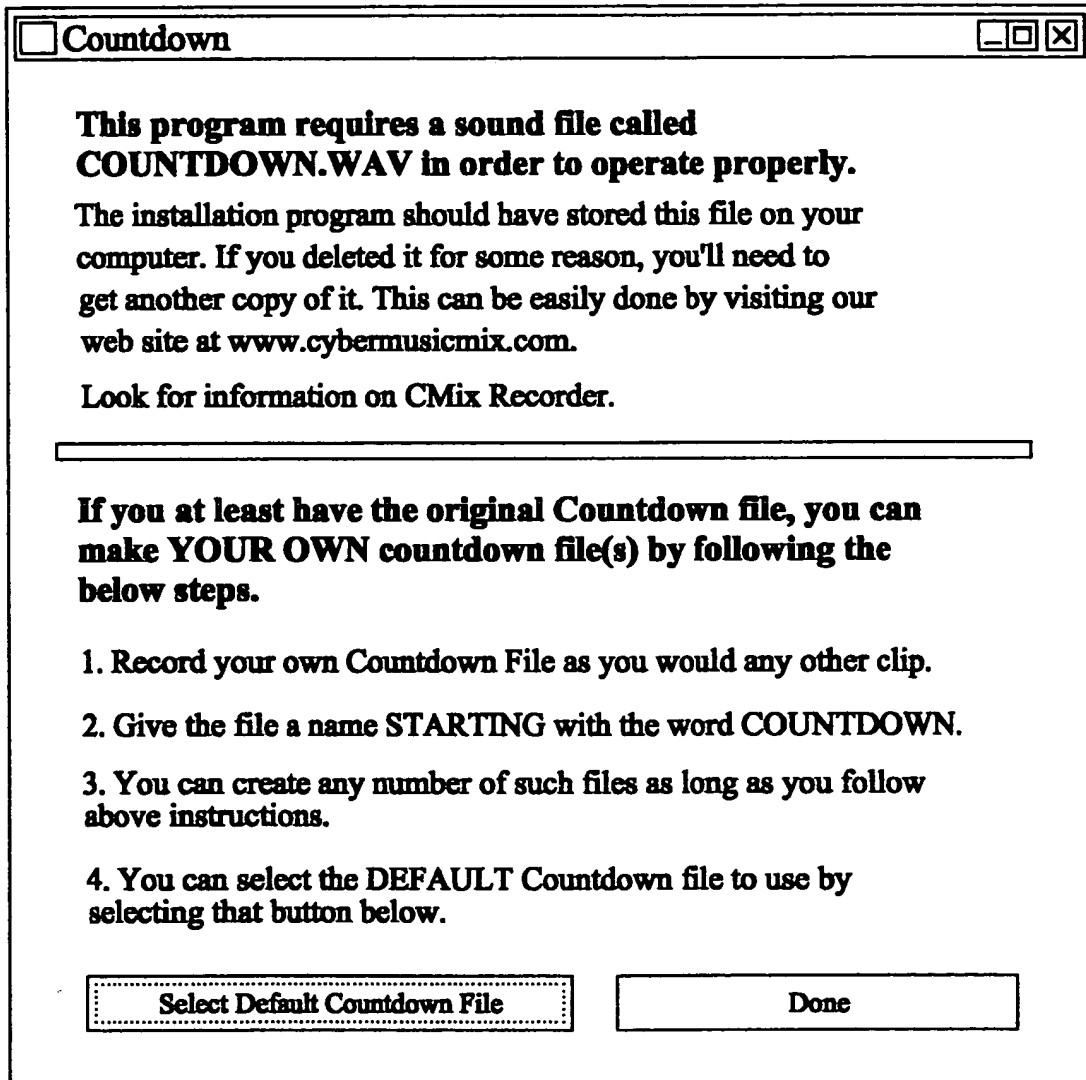 Countdown
This program requires a sound file called
COUNTDOWN.WAV in order to operate properly.
The installation program should have stored this file on your
computer. If you deleted it for some reason, you'll need to
get another copy of it. This can be easily done by visiting our
web site at www.cybermusicmix.com.
Look for information on CMix Recorder.
If you at least have the original Countdown file, you can
make YOUR OWN countdown file(s) by following the
below steps.
1. Record your own Countdown File as you would any other clip.
2. Give the file a name STARTING with the word COUNTDOWN.
3. You can create any number of such files as long as you follow
above instructions.
4. You can select the DEFAULT Countdown file to use by
selecting that button below.
Select Default Countdown File
Done